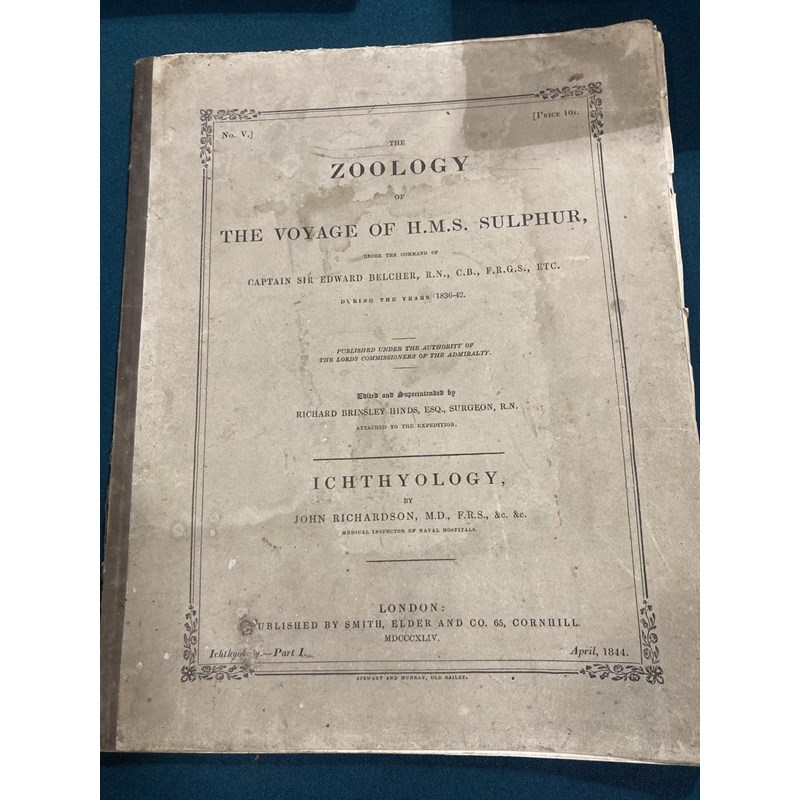 No. V.]
[PRICE 10s.
THE
ZOOLOGY
OF
THE VOYAGE OF H.M.S. SULPHUR,
UNDER THE COMMAND OF
CAPTAIN SIR EDWARD BELCHER, R.N., C.B., F.R.G.S., ETC.
DURING THE YEARS 1836-42.
PUBLISHED UNDER THE AUTHORITY OF
THE LORDS COMMISSIONERS OF THE ADMIRALTY.
Edited and Superintended by
RICHARD BRINSLEY HINDS, ESQ., SURGEON, R.N.
ATTACHED TO THE EXPEDITION.
ICHTHYOLOGY,
BY
JOHN RICHARDSON, M.D., F.R.S., &c. &c.
MEDICAL INSPECTOR OF NAVAL HOSPITALS.
LONDON:
PUBLISHED BY SMITH, ELDER AND CO. 65, CORNHILL.
MDCCCXLIV.
Ichthyology.—Part I.
April, 1844.
STEWART AND MURRAY, OLD BAILEY.